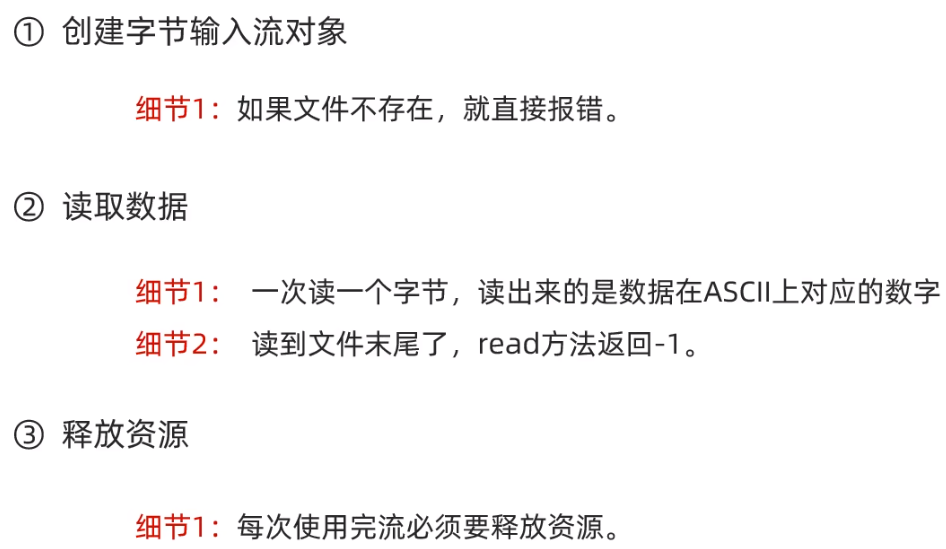 ① 创建字节输入流对象
细节1：如果文件不存在，就直接报错。
② 读取数据
细节1： 一次读一个字节，读出来的是数据在ASCII上对应的数字
细节2： 读到文件末尾了，read方法返回-1。
③ 释放资源
细节1：每次使用完流必须要释放资源。